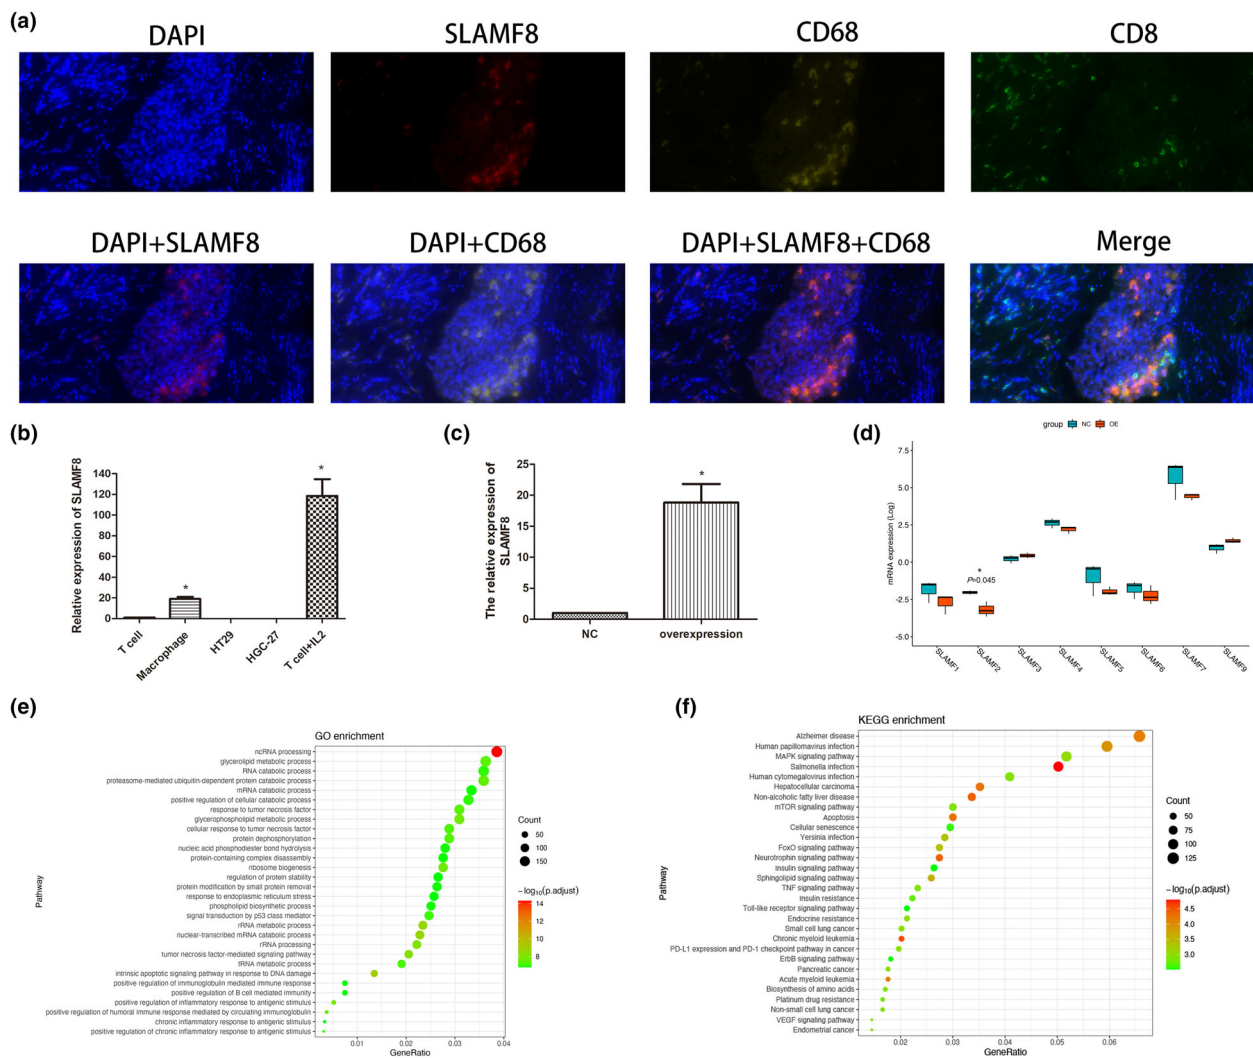 (a)
DAPI
SLAMF8
CD68
CD8
DAPI+SLAMF8
DAPI+CD68
DAPI+SLAMF8+CD68
Merge
(b)
Relative expression of SLAMF8
140
120
100
80
60
40
20
0
*
*
T cell
Macrophage
HT29
HGC-27
T cell+IL2
(c)
The relative expression of
SLAMF8
25
20
15
10
5
0
*
NC
overexpression
(d)
group NC OE
mRNA expression (Log)
7.5
5.0
2.5
0.0
-2.5
-5.0
*
P=0.045
SLAMF1
SLAMF2
SLAMF3
SLAMF4
SLAMF5
SLAMF6
SLAMF7
SLAMF9
(e)
GO enrichment
Pathway
ncRNA processing
glycerolipid metabolic process
RNA catabolic process
proteasome-mediated ubiquitin-dependent protein catabolic process
mRNA catabolic process
positive regulation of cellular catabolic process
response to tumor necrosis factor
glycerophospholipid metabolic process
cellular response to tumor necrosis factor
protein dephosphorylation
nucleic acid phosphodiester bond hydrolysis
protein-containing complex disassembly
ribosome biogenesis
regulation of protein stability
protein modification by small protein removal
response to endoplasmic reticulum stress
phospholipid biosynthetic process
signal transduction by p53 class mediator
rRNA metabolic process
nuclear-transcribed mRNA catabolic process
rRNA processing
tumor necrosis factor-mediated signaling pathway
tRNA metabolic process
intrinsic apoptotic signaling pathway in response to DNA damage
positive regulation of immunoglobulin mediated immune response
positive regulation of B cell mediated immunity
positive regulation of inflammatory response to antigenic stimulus
positive regulation of humoral immune response mediated by circulating immunoglobulin
chronic inflammatory response to antigenic stimulus
positive regulation of chronic inflammatory response to antigenic stimulus
0.01
0.02
0.03
0.04
GeneRatio
Count
50
100
150
−log10(p.adjust)
14
12
10
8
(f)
KEGG enrichment
Pathway
Alzheimer disease
Human papillomavirus infection
MAPK signaling pathway
Salmonella infection
Human cytomegalovirus infection
Hepatocellular carcinoma
Non-alcoholic fatty liver disease
mTOR signaling pathway
Apoptosis
Cellular senescence
Yersinia infection
FoxO signaling pathway
Neurotrophin signaling pathway
Insulin signaling pathway
Sphingolipid signaling pathway
TNF signaling pathway
Insulin resistance
Toll-like receptor signaling pathway
Endocrine resistance
Small cell lung cancer
Chronic myeloid leukemia
PD-L1 expression and PD-1 checkpoint pathway in cancer
ErbB signaling pathway
Pancreatic cancer
Acute myeloid leukemia
Biosynthesis of amino acids
Platinum drug resistance
Non-small cell lung cancer
VEGF signaling pathway
Endometrial cancer
0.02
0.03
0.04
0.05
0.06
GeneRatio
Count
50
75
100
125
−log10(p.adjust)
4.5
4.0
3.5
3.0